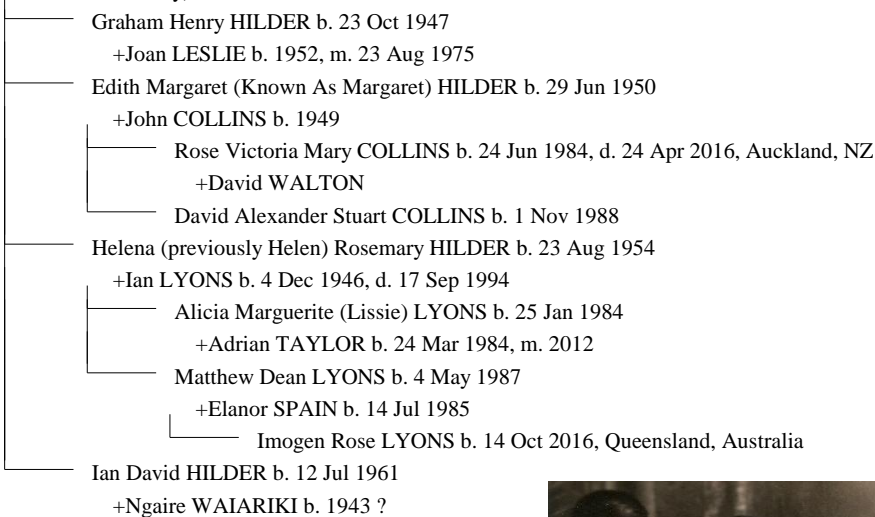 Graham Henry HILDER b. 23 Oct 1947
+Joan LESLIE b. 1952, m. 23 Aug 1975
Edith Margaret (Known As Margaret) HILDER b. 29 Jun 1950
+John COLLINS b. 1949
Rose Victoria Mary COLLINS b. 24 Jun 1984, d. 24 Apr 2016, Auckland, NZ
+David WALTON
David Alexander Stuart COLLINS b. 1 Nov 1988
Helena (previously Helen) Rosemary HILDER b. 23 Aug 1954
+Ian LYONS b. 4 Dec 1946, d. 17 Sep 1994
Alicia Marguerite (Lissie) LYONS b. 25 Jan 1984
+Adrian TAYLOR b. 24 Mar 1984, m. 2012
Matthew Dean LYONS b. 4 May 1987
+Elanor SPAIN b. 14 Jul 1985
Imogen Rose LYONS b. 14 Oct 2016, Queensland, Australia
Ian David HILDER b. 12 Jul 1961
+Ngaire WAIARIKI b. 1943 ?